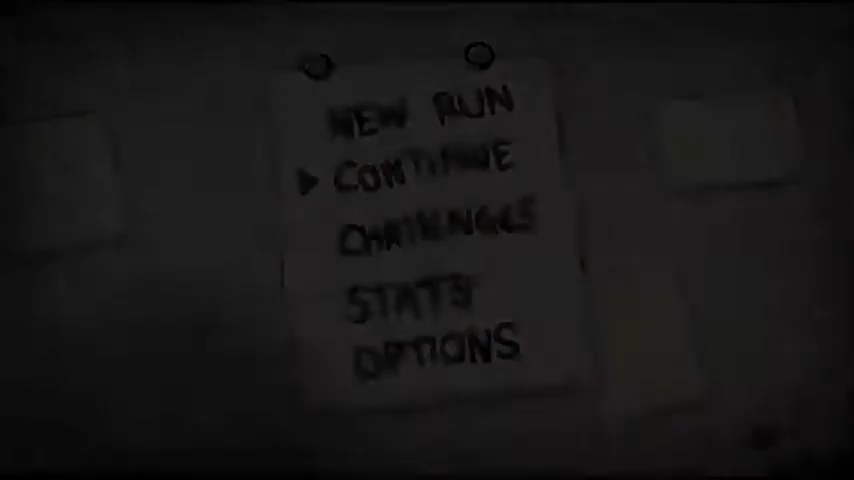 NEW RUN
CONTINUE
CHALLENGES
STATS
OPTIONS